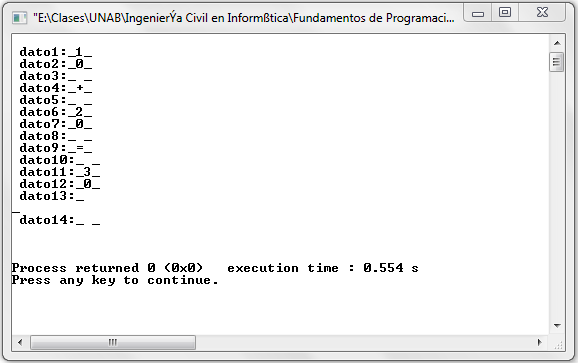 "E:\Clases\UNAB\IngenierÝa Civil en Informßtica\Fundamentos de Programaci...
dato1:_1_
dato2:_0_
dato3:_ _
dato4:_+_
dato5:_ _
dato6:_2_
dato7:_0_
dato8:_ _
dato9:_=_
dato10:_ _
dato11:_3_
dato12:_0_
dato13:_
_
dato14:_ _
Process returned 0 (0x0)   execution time : 0.554 s
Press any key to continue.